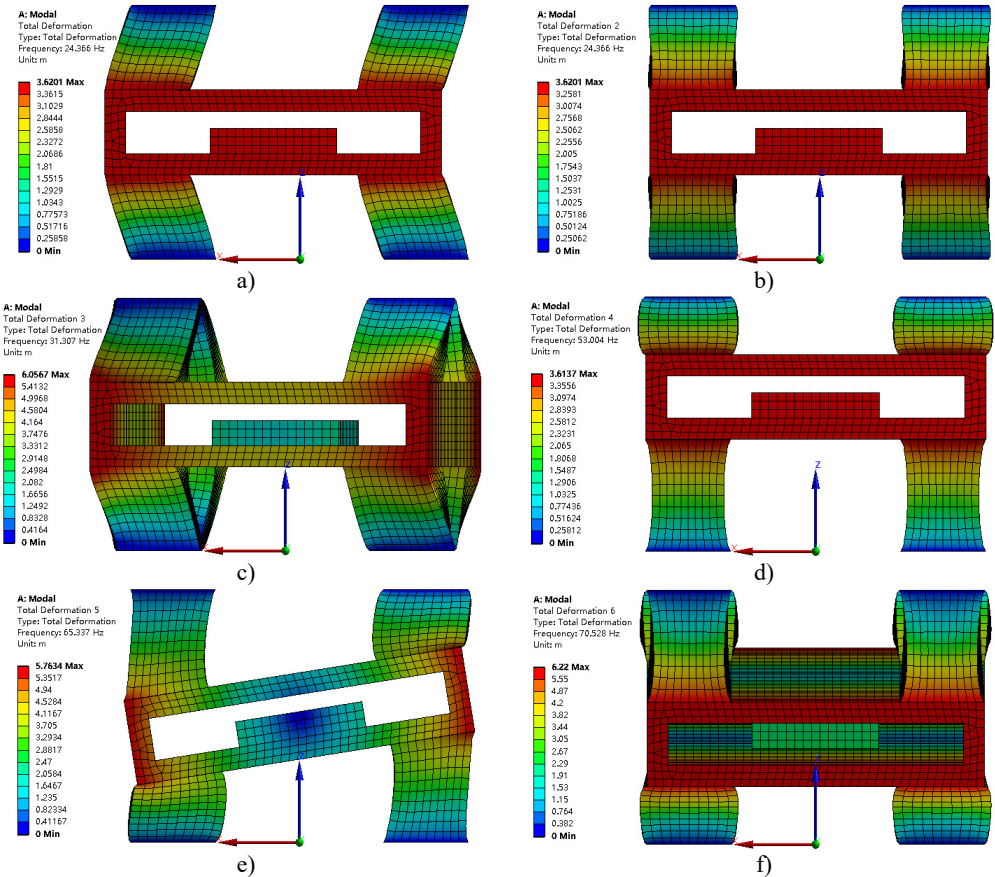 A: Modal
Total Deformation
Type: Total Deformation
Frequency: 24.366 Hz
Unit: m
3.6201 Max
3.3615
3.1029
2.8444
2.5858
2.3272
2.0686
1.81
1.5515
1.2929
1.0343
0.77573
0.51716
0.25858
0 Min
X
a)
A: Modal
Total Deformation 2
Type: Total Deformation
Frequency: 24.366 Hz
Unit: m
3.6201 Max
3.2581
3.0074
2.7568
2.5062
2.2556
2.005
1.7543
1.5037
1.2531
1.0025
0.75186
0.50124
0.25062
0 Min
X
b)
A: Modal
Total Deformation 3
Type: Total Deformation
Frequency: 31.307 Hz
Unit: m
6.0567 Max
5.4132
4.9968
4.5804
4.164
3.7476
3.3312
2.9148
2.4984
2.082
1.6656
1.2492
0.8328
0.4164
0 Min
Z
c)
A: Modal
Total Deformation 4
Type: Total Deformation
Frequency: 53.004 Hz
Unit: m
3.6137 Max
3.3556
3.0974
2.8393
2.5812
2.3231
2.065
1.8068
1.5487
1.2906
1.0325
0.77436
0.51624
0.25812
0 Min
Z
X
d)
A: Modal
Total Deformation 5
Type: Total Deformation
Frequency: 65.337 Hz
Unit: m
5.7634 Max
5.3517
4.94
4.5284
4.1167
3.705
3.2934
2.8817
2.47
2.0584
1.6467
1.235
0.82334
0.41167
0 Min
Z
X
e)
A: Modal
Total Deformation 6
Type: Total Deformation
Frequency: 70.528 Hz
Unit: m
6.22 Max
5.55
4.87
4.2
3.82
3.44
3.05
2.67
2.29
1.91
1.53
1.15
0.764
0.382
0 Min
X
f)